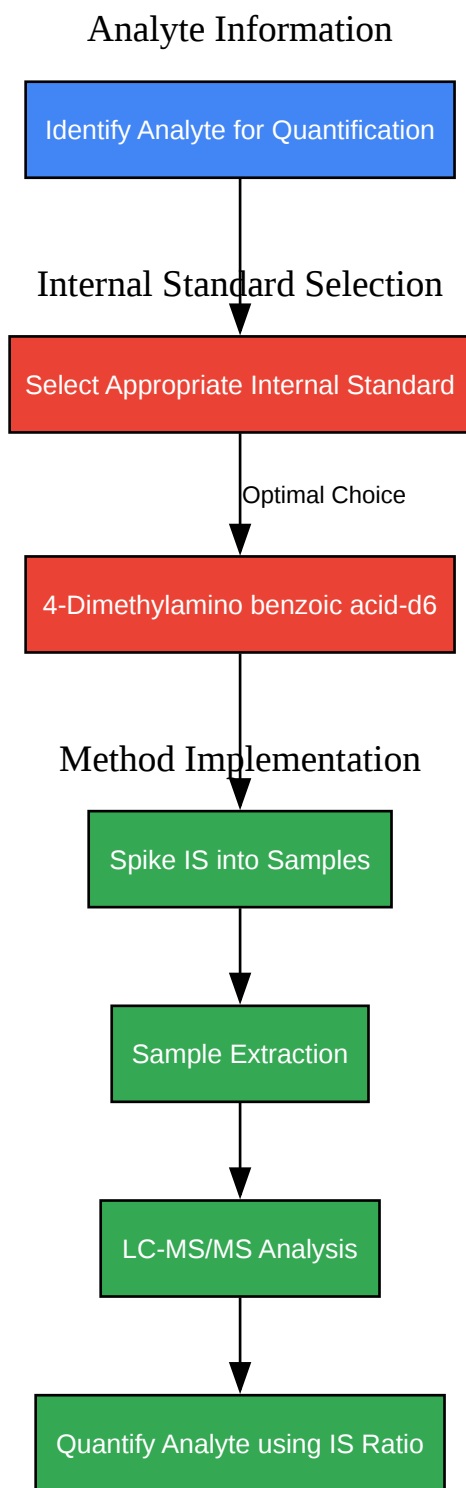 Analyte Information
Identify Analyte for Quantification
Internal Standard Selection
Select Appropriate Internal Standard
Optimal Choice
4-Dimethylamino benzoic acid-d6
Method Implementation
Spike IS into Samples
Sample Extraction
LC-MS/MS Analysis
Quantify Analyte using IS Ratio